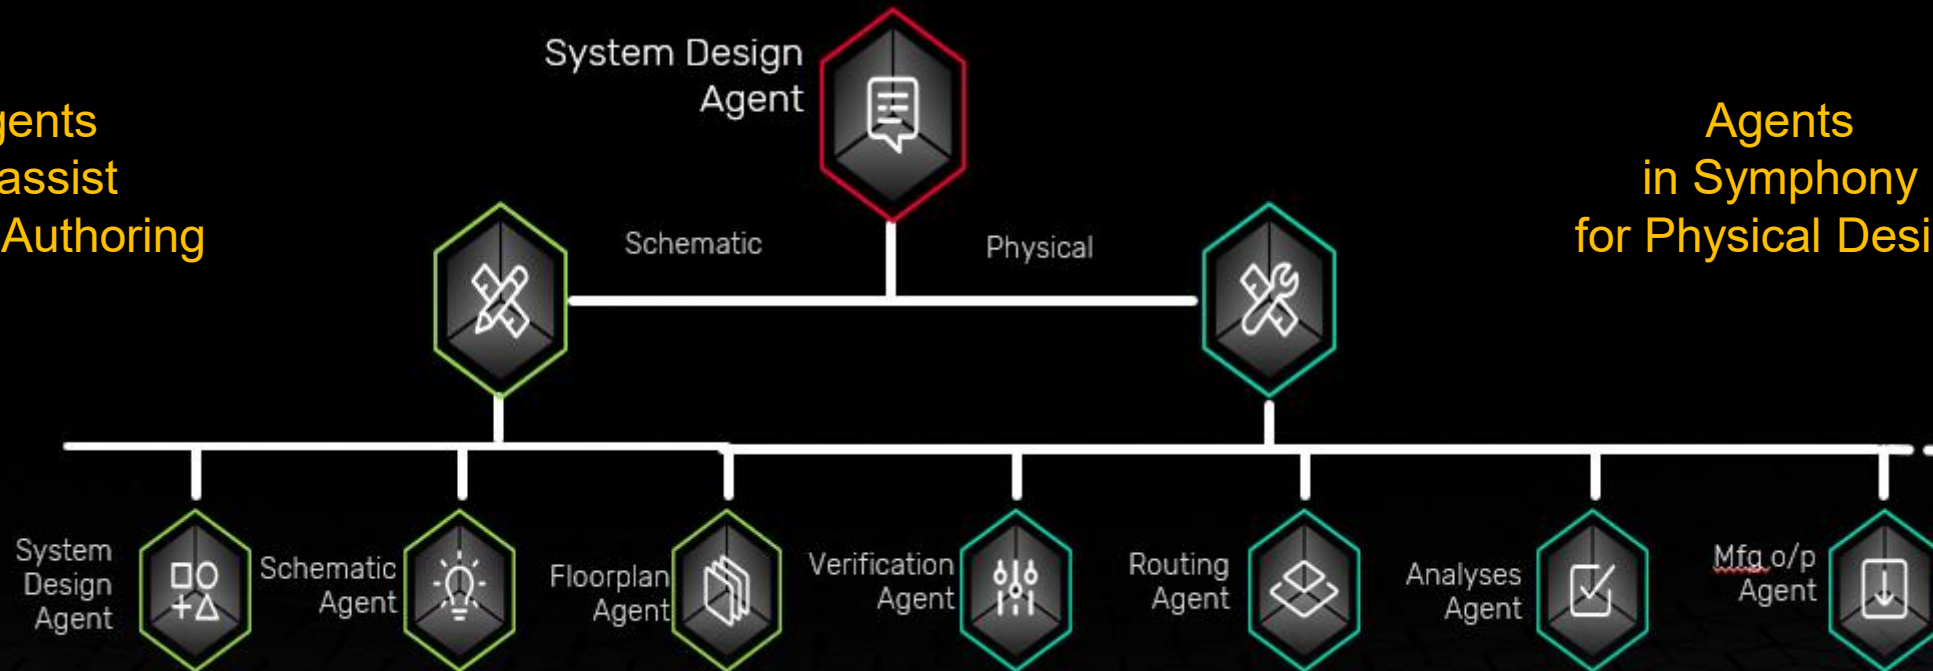 System Design
Agent
gents
assist
Authoring
Agents
in Symphony
for Physical Desi
Schematic
Physical
System
Design
Agent
Schematic
Agent
Floorplan
Agent
Verification
Agent
Routing
Agent
Analyses
Agent
Mfg o/p
Agent